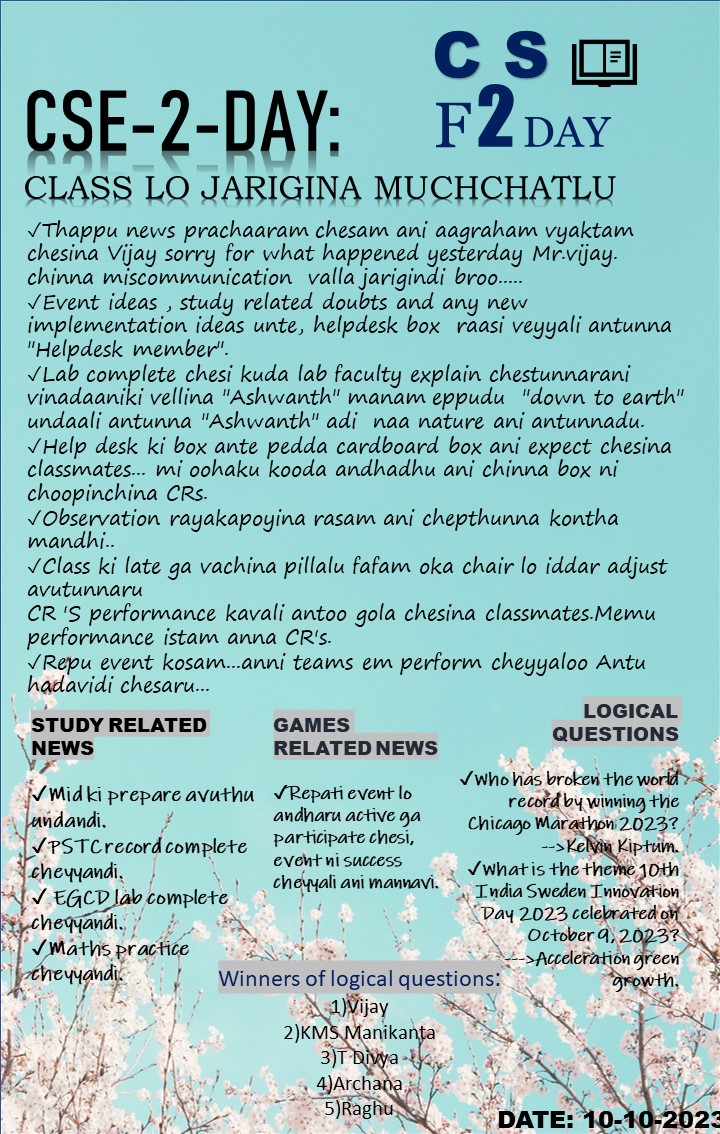 C S
F2 DAY
CSE-2-DAY:
CLASS LO JARIGINA MUCHCHATLU
✓Thappu news prachaaram chesam ani aagraham vyaktam
chesina Vijay sorry for what happened yesterday Mr.vijay.
chinna miscommunication valla jarigindi broo.....
✓Event ideas , study related doubts and any new
implementation ideas unte, helpdesk box raasi veyyali antunna
"Helpdesk member".
✓Lab complete chesi kuda lab faculty explain chestunnarani
vinadaaniki vellina "Ashwanth" manam eppudu "down to earth"
undaali antunna "Ashwanth" adi naa nature ani antunnadu.
✓Help desk ki box ante pedda cardboard box ani expect chesina
classmates... mi oohaku kooda andhadhu ani chinna box ni
choopinchina CRs.
✓Observation rayakapoyina rasam ani chepthunna kontha
mandhi..
✓Class ki late ga vachina pillalu fafam oka chair lo iddar adjust
avutunnaru
CR 'S performance kavali antoo gola chesina classmates.Memu
performance istam anna CR's.
✓Repu event kosam...anni teams em perform cheyyaloo Antu
hadavidi chesaru...
STUDY RELATED
NEWS
✓Mid ki prepare avuthu
undandi.
✓PSTC record complete
cheyyandi.
✓ EGCD lab complete
cheyyandi.
✓Maths practice
cheyyandi.
GAMES
RELATED NEWS
✓Repati event lo
andharu active ga
participate chesi,
event ni success
cheyyali ani mannavi.
LOGICAL
QUESTIONS
✓Who has broken the world
record by winning the
Chicago Marathon 2023?
-->Kelvin Kiptum.
✓What is the theme 10th
India Sweden Innovation
Day 2023 celebrated on
October 9, 2023?
--->Acceleration green
growth.
Winners of logical questions:
1)Vijay
2)KMS Manikanta
3)T Divya
4)Archana
5)Raghu
DATE: 10-10-2023